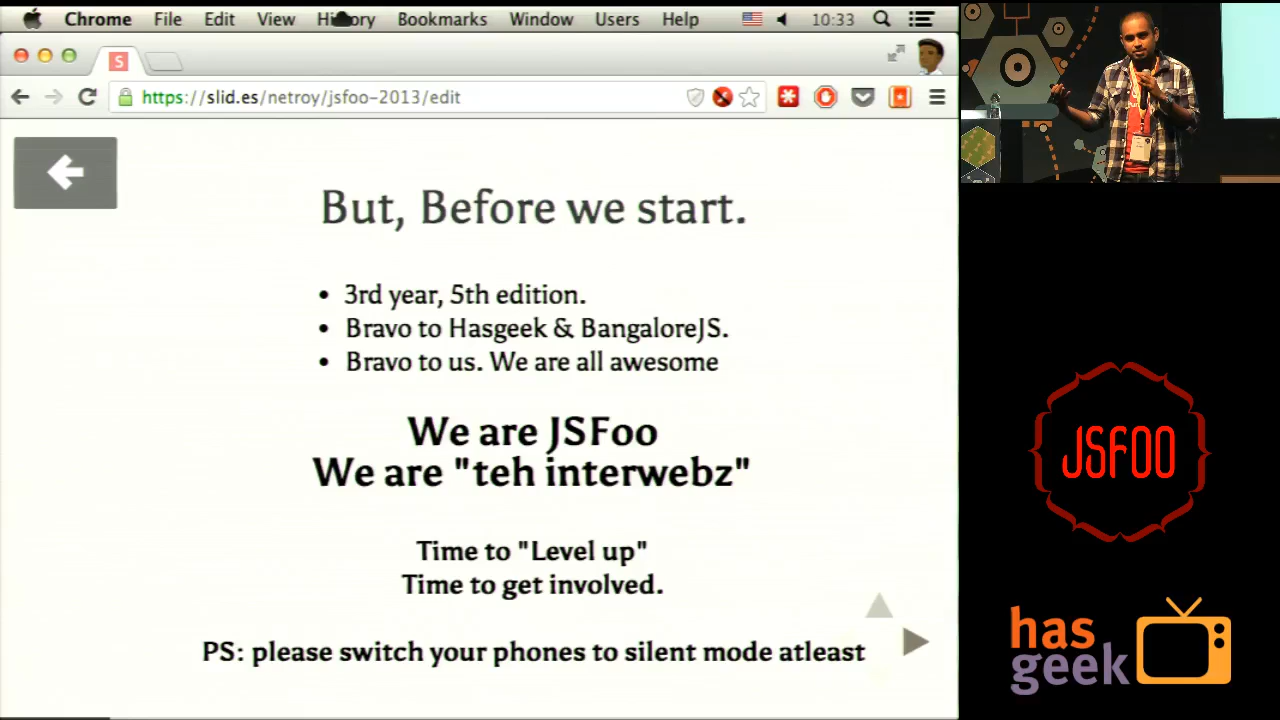 Chrome File Edit View History Bookmarks Window Users Help 10:33
S
https://slid.es/netroy/jsfoo-2013/edit
But, Before we start.
• 3rd year, 5th edition.
• Bravo to Hasgeek & BangaloreJS.
• Bravo to us. We are all awesome
We are JSFoo
We are "teh interwebz"
Time to "Level up"
Time to get involved.
PS: please switch your phones to silent mode atleast
JSFOO
has
geek